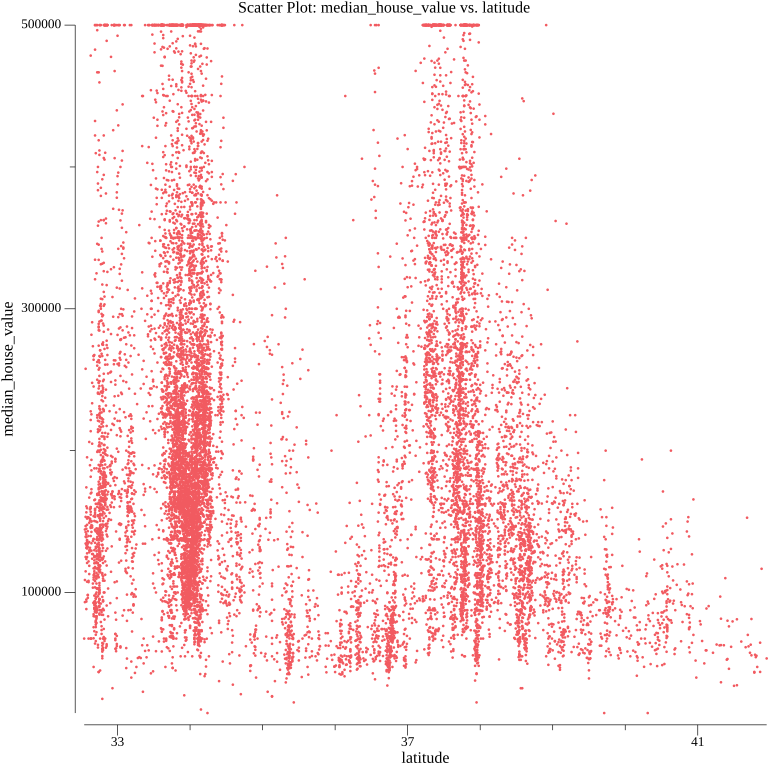 Scatter Plot: median_house_value vs. latitude
500000
300000
100000
median_house_value
33
37
41
latitude